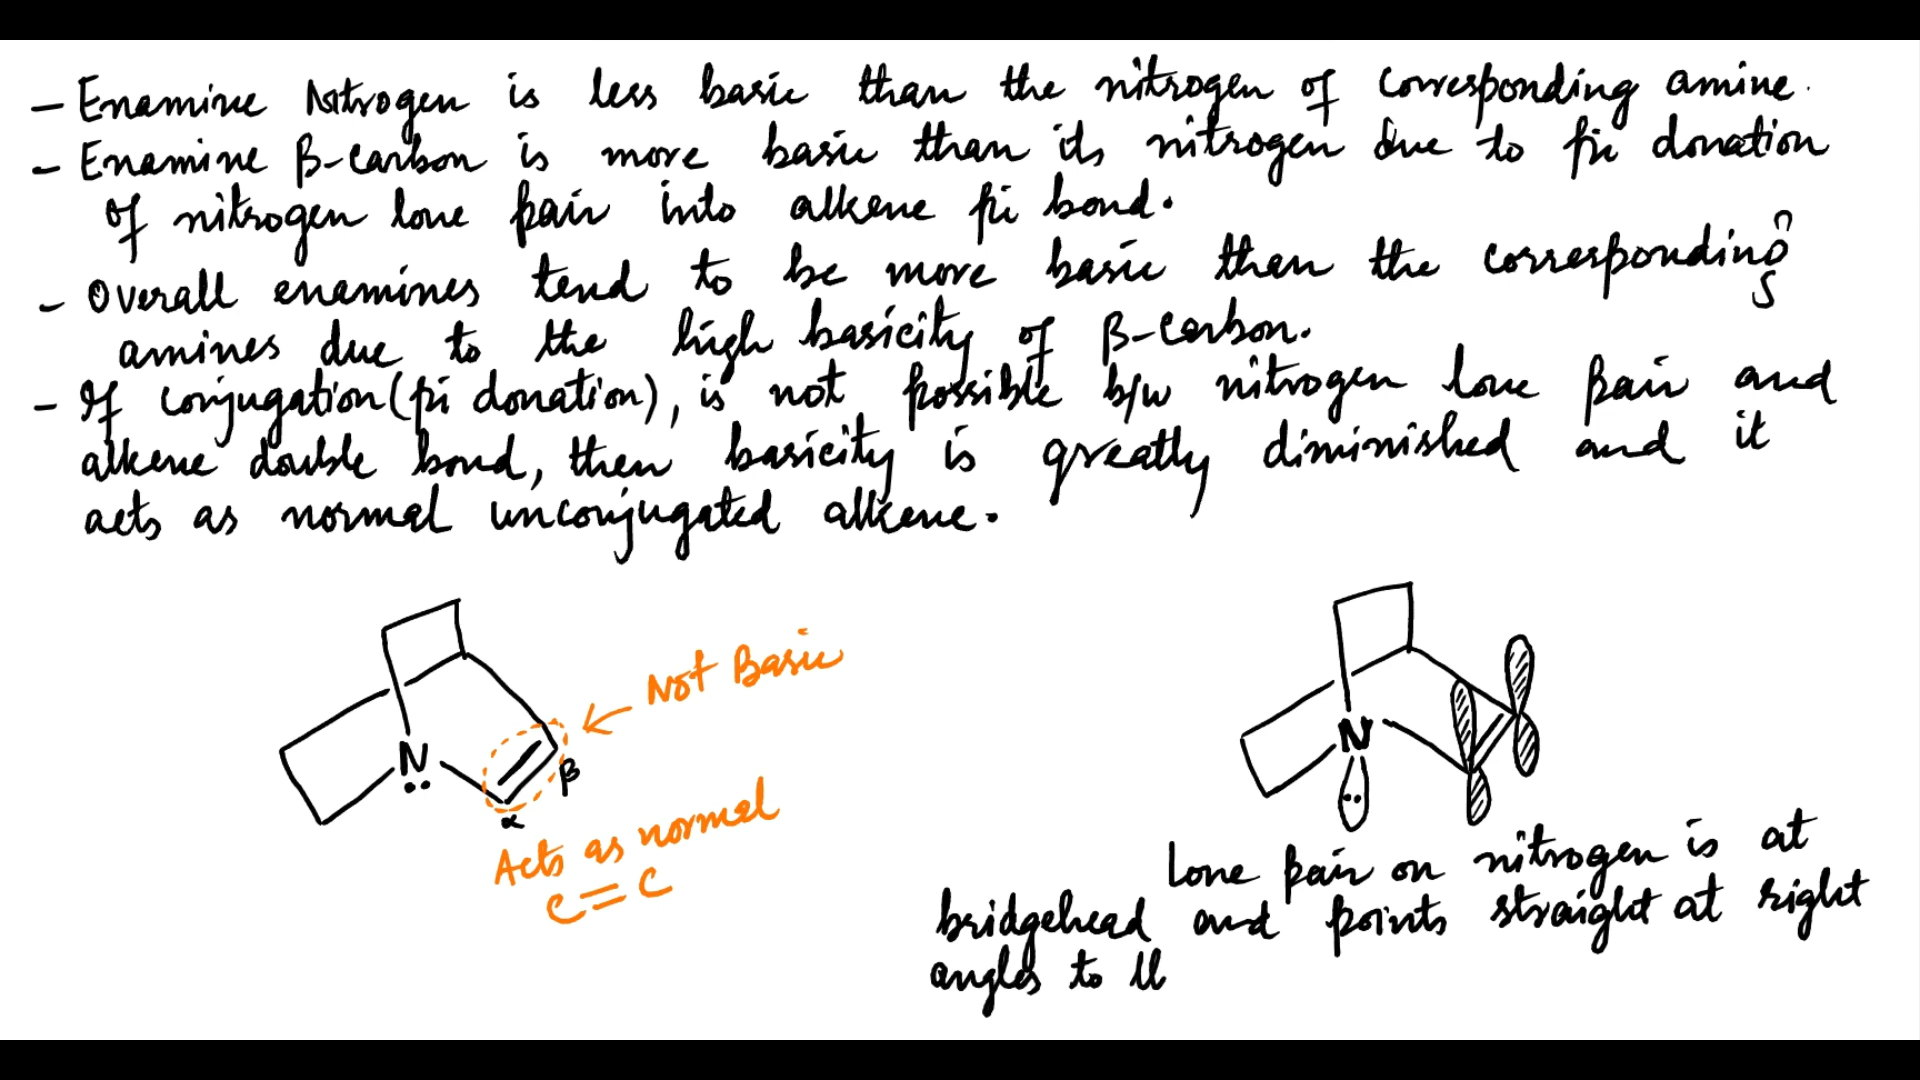 - Enamine Nitrogen is less basic than the nitrogen of corresponding amine.
- Enamine β-carbon is more basic than its nitrogen due to pi donation
of nitrogen lone pair into alkene pi bond.
- Overall enamines tend to be more basic than the corresponding
amines due to the high basicity of β-carbon.
- If conjugation (pi donation), is not possible b/w nitrogen lone pair and
alkene double bond, then basicity is greatly diminished and it
acts as normal unconjugated alkene.
Not Basic
N
β
α
Acts as normal
C=C
N
Lone pair on nitrogen is at
bridgehead and points straight at right
angles to